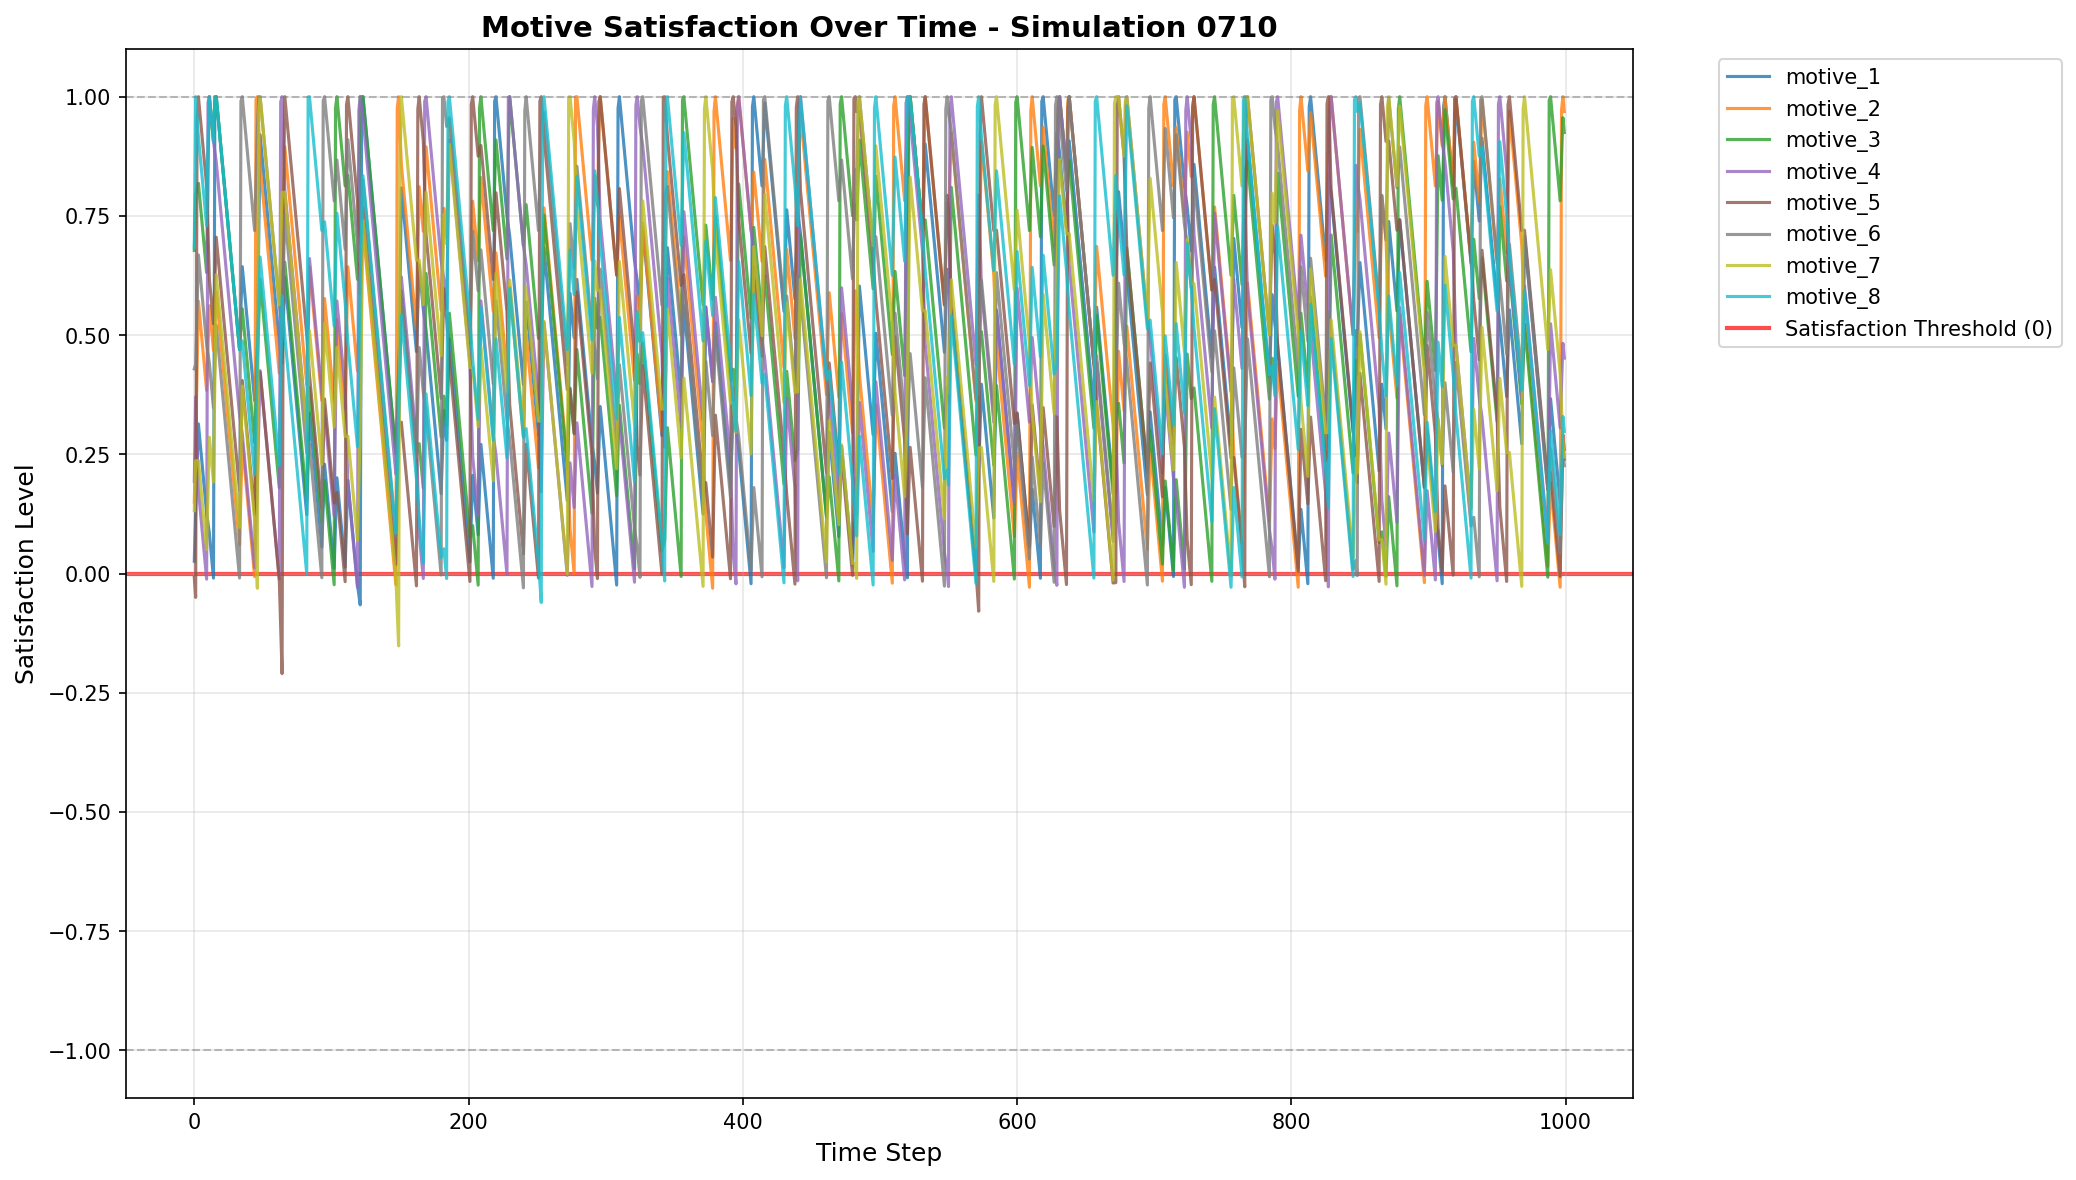 Motive Satisfaction Over Time - Simulation 0710
Satisfaction Level
1.00
0.75
0.50
0.25
0.00
−0.25
−0.50
−0.75
−1.00
0
200
400
600
800
1000
Time Step
motive_1
motive_2
motive_3
motive_4
motive_5
motive_6
motive_7
motive_8
Satisfaction Threshold (0)